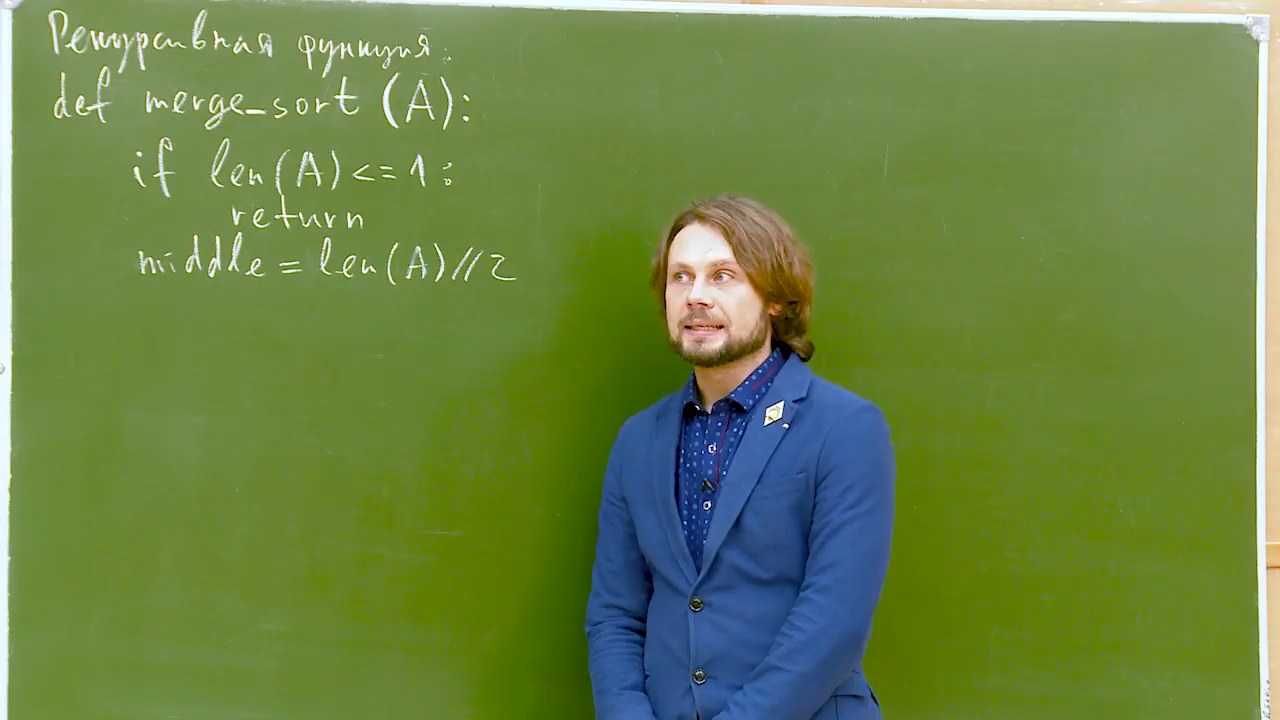 Рекурсивная функция:
def merge_sort (A):
if len(A) <= 1:
return
middle = len(A)//2